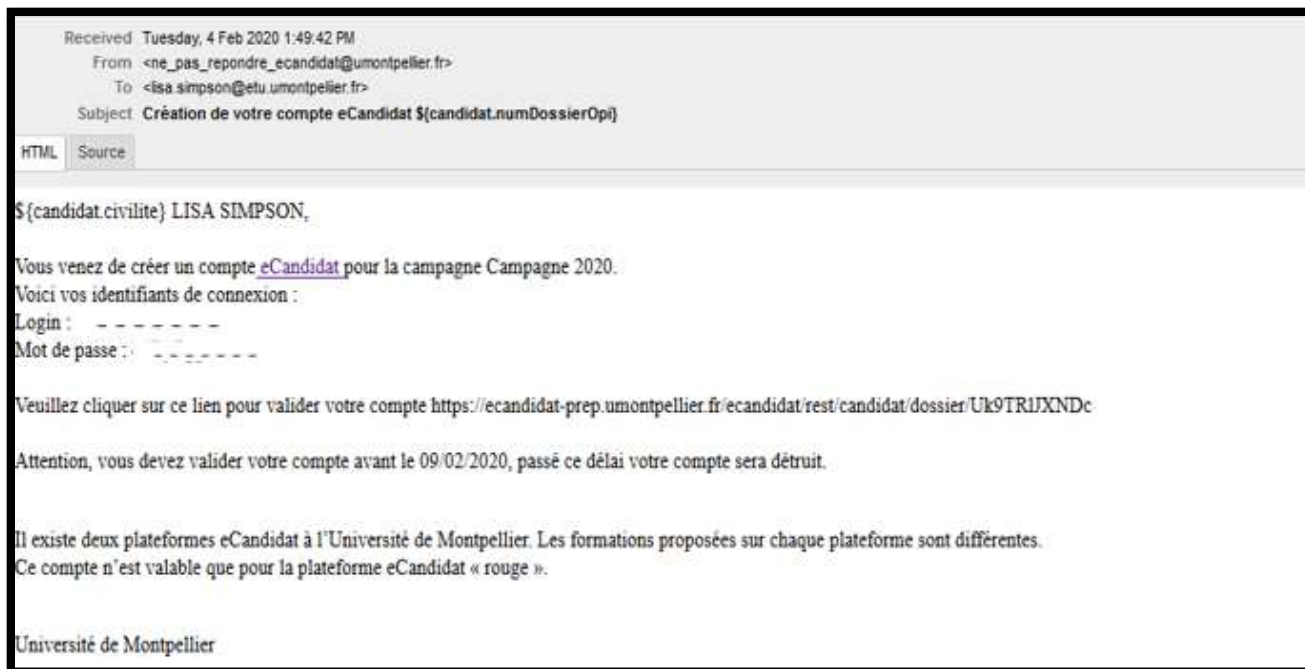 Received Tuesday, 4 Feb 2020 1:49:42 PM
From <ne_pas_repondre_ecandidat@umontpellier.fr>
To <lisa.simpson@etu.umontpellier.fr>
Subject Création de votre compte eCandidat ${candidat.numDossierOpi}
HTML Source
${candidat.civilite} LISA SIMPSON,
Vous venez de créer un compte eCandidat pour la campagne Campagne 2020.
Voici vos identifiants de connexion :
Login : - - - - - - -
Mot de passe : - - - - - - -
Veuillez cliquer sur ce lien pour valider votre compte https://ecandidat-prep.umontpellier.fr/ecandidat/rest/candidat/dossier/Uk9TRlJXNDc
Attention, vous devez valider votre compte avant le 09/02/2020, passé ce délai votre compte sera détruit.
Il existe deux plateformes eCandidat à l'Université de Montpellier. Les formations proposées sur chaque plateforme sont différentes.
Ce compte n'est valable que pour la plateforme eCandidat « rouge ».
Université de Montpellier